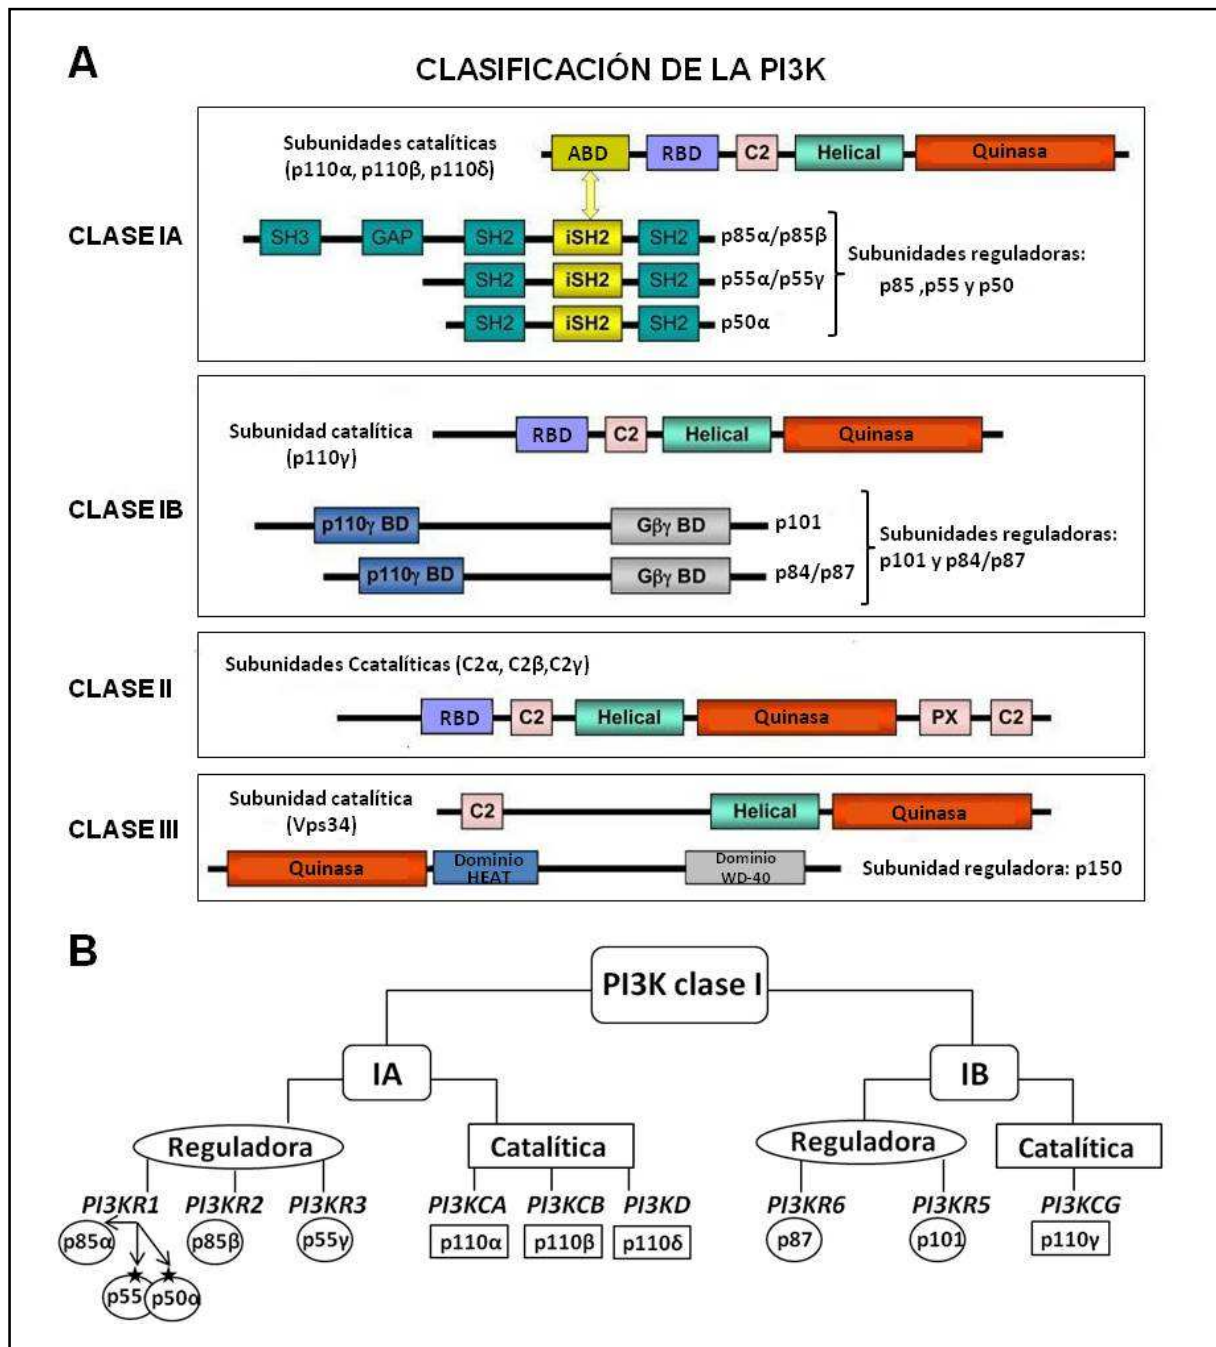 A
CLASIFICACIÓN DE LA PI3K
CLASE IA
Subunidades catalíticas
(p110α, p110β, p110δ)
ABD RBD C2 Helical Quinasa
SH3 GAP SH2 iSH2 SH2 p85α/p85β
SH2 iSH2 SH2 p55α/p55γ
SH2 iSH2 SH2 p50α
Subunidades reguladoras:
p85 ,p55 y p50
CLASE IB
Subunidad catalítica
(p110γ)
RBD C2 Helical Quinasa
p110γ BD Gβγ BD p101
p110γ BD Gβγ BD p84/p87
Subunidades reguladoras:
p101 y p84/p87
CLASE II
Subunidades Ccatalíticas (C2α, C2β,C2γ)
RBD C2 Helical Quinasa PX C2
CLASE III
Subunidad catalítica
(Vps34)
C2 Helical Quinasa
Quinasa Dominio HEAT Dominio WD-40 Subunidad reguladora: p150
B
PI3K clase I
IA IB
Reguladora Catalítica Reguladora Catalítica
PI3KR1 PI3KR2 PI3KR3 PI3KCA PI3KCB PI3KD PI3KR6 PI3KR5 PI3KCG
p85α p85β p55γ p110α p110β p110δ p87 p101 p110γ
p55 p50α